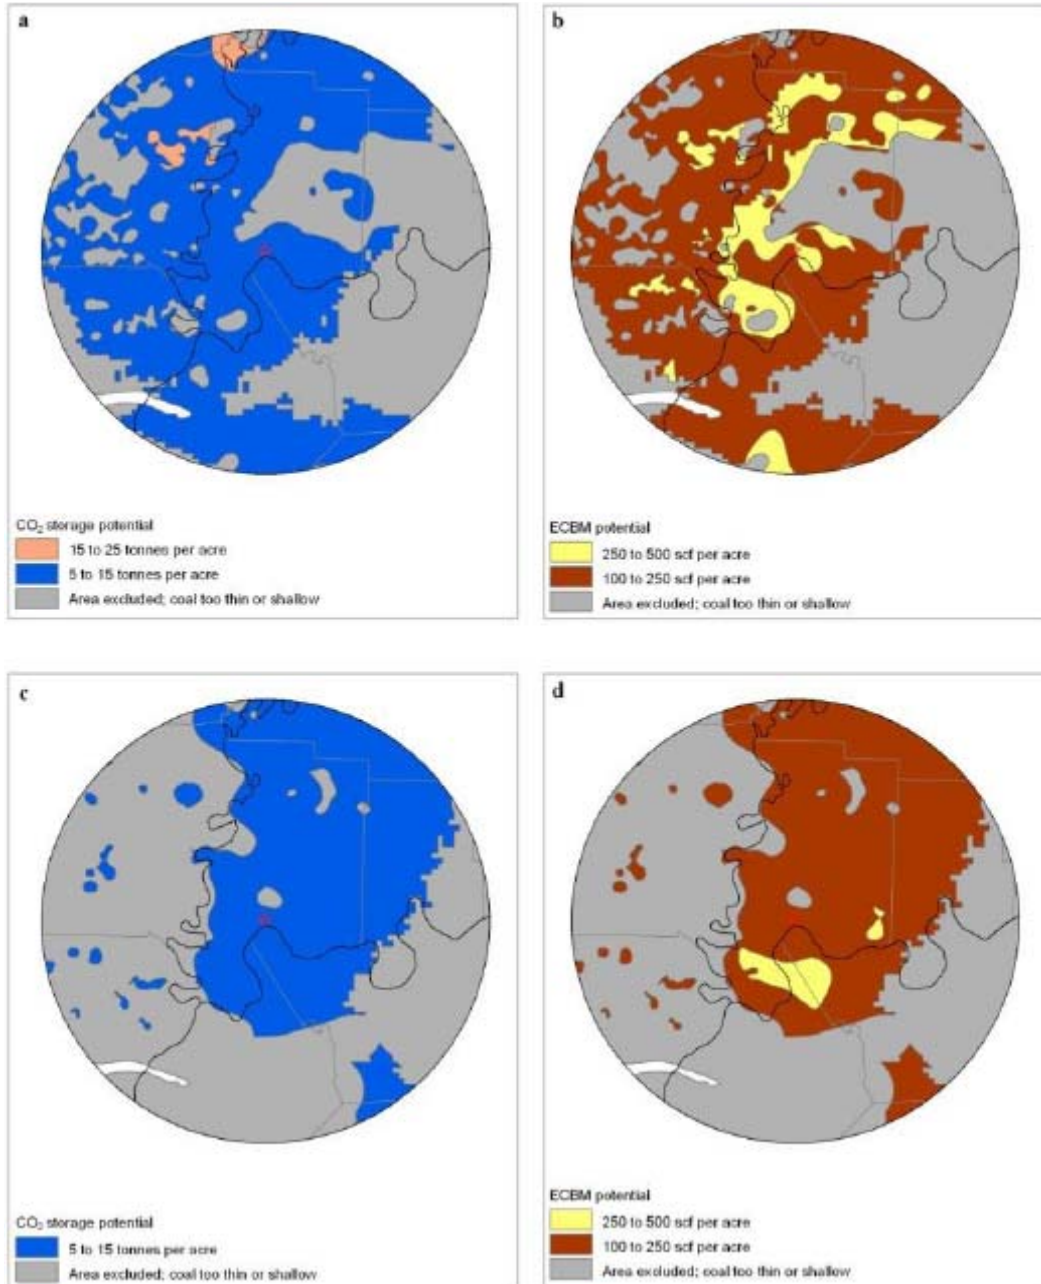 a
CO₂ storage potential
15 to 25 tonnes per acre
5 to 15 tonnes per acre
Area excluded; coal too thin or shallow
b
ECBM potential
250 to 500 scf per acre
100 to 250 scf per acre
Area excluded; coal too thin or shallow
c
CO₂ storage potential
5 to 15 tonnes per acre
Area excluded; coal too thin or shallow
d
ECBM potential
250 to 500 scf per acre
100 to 250 scf per acre
Area excluded; coal too thin or shallow